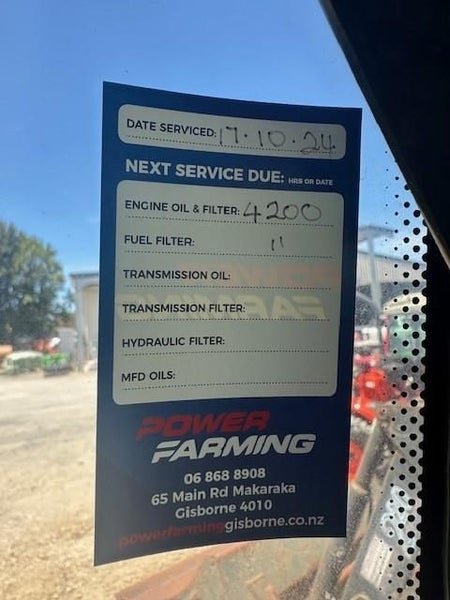 DATE SERVICED: 17.10.24
NEXT SERVICE DUE: HRS OR DATE
ENGINE OIL & FILTER: 4200
FUEL FILTER: "
TRANSMISSION OIL:
TRANSMISSION FILTER:
HYDRAULIC FILTER:
MFD OILS:
POWER
FARMING
06 868 8908
65 Main Rd Makaraka
Gisborne 4010
powerfarminggisborne.co.nz